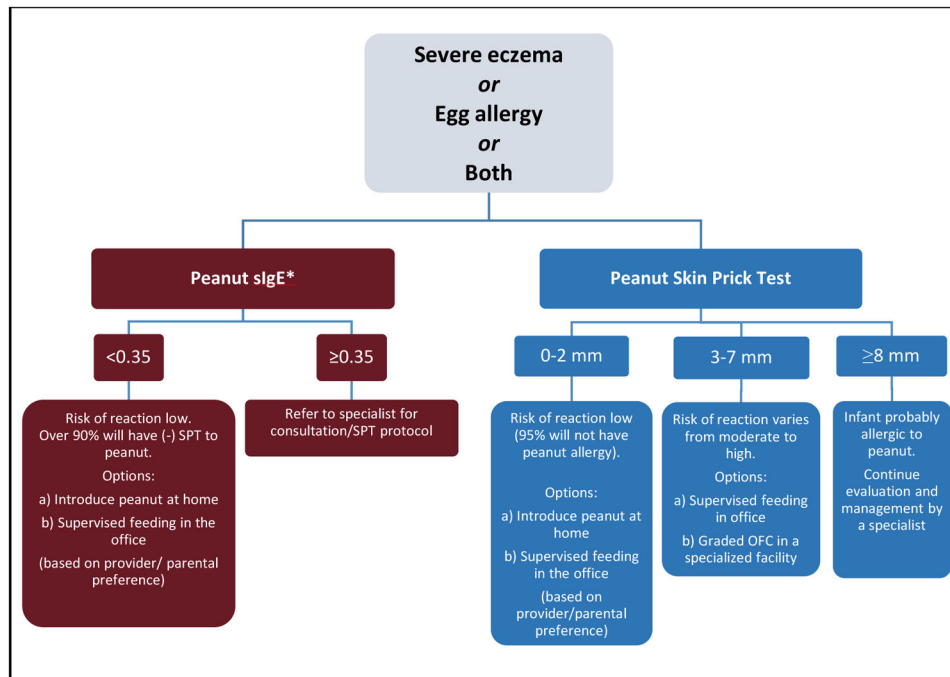 Severe eczema
or
Egg allergy
or
Both
Peanut sIgE*
Peanut Skin Prick Test
<0.35
≥0.35
0-2 mm
3-7 mm
≥8 mm
Risk of reaction low.
Over 90% will have (-) SPT to
peanut.
Options:
a) Introduce peanut at home
b) Supervised feeding in the
office
(based on provider/ parental
preference)
Refer to specialist for
consultation/SPT protocol
Risk of reaction low
(95% will not have
peanut allergy).
Options:
a) Introduce peanut at
home
b) Supervised feeding
in the office
(based on
provider/parental
preference)
Risk of reaction varies
from moderate to
high.
Options:
a) Supervised feeding
in office
b) Graded OFC in a
specialized facility
Infant probably
allergic to
peanut.
Continue
evaluation and
management by
a specialist